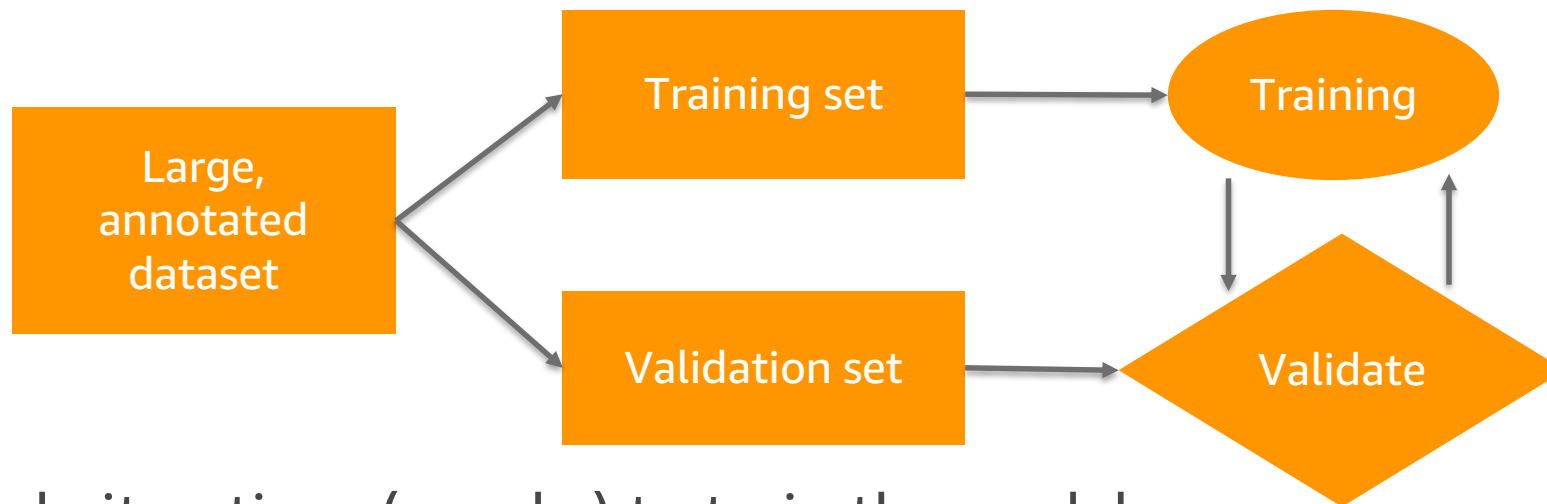 Large,
annotated
dataset
Training set
Training
Validation set
Validate